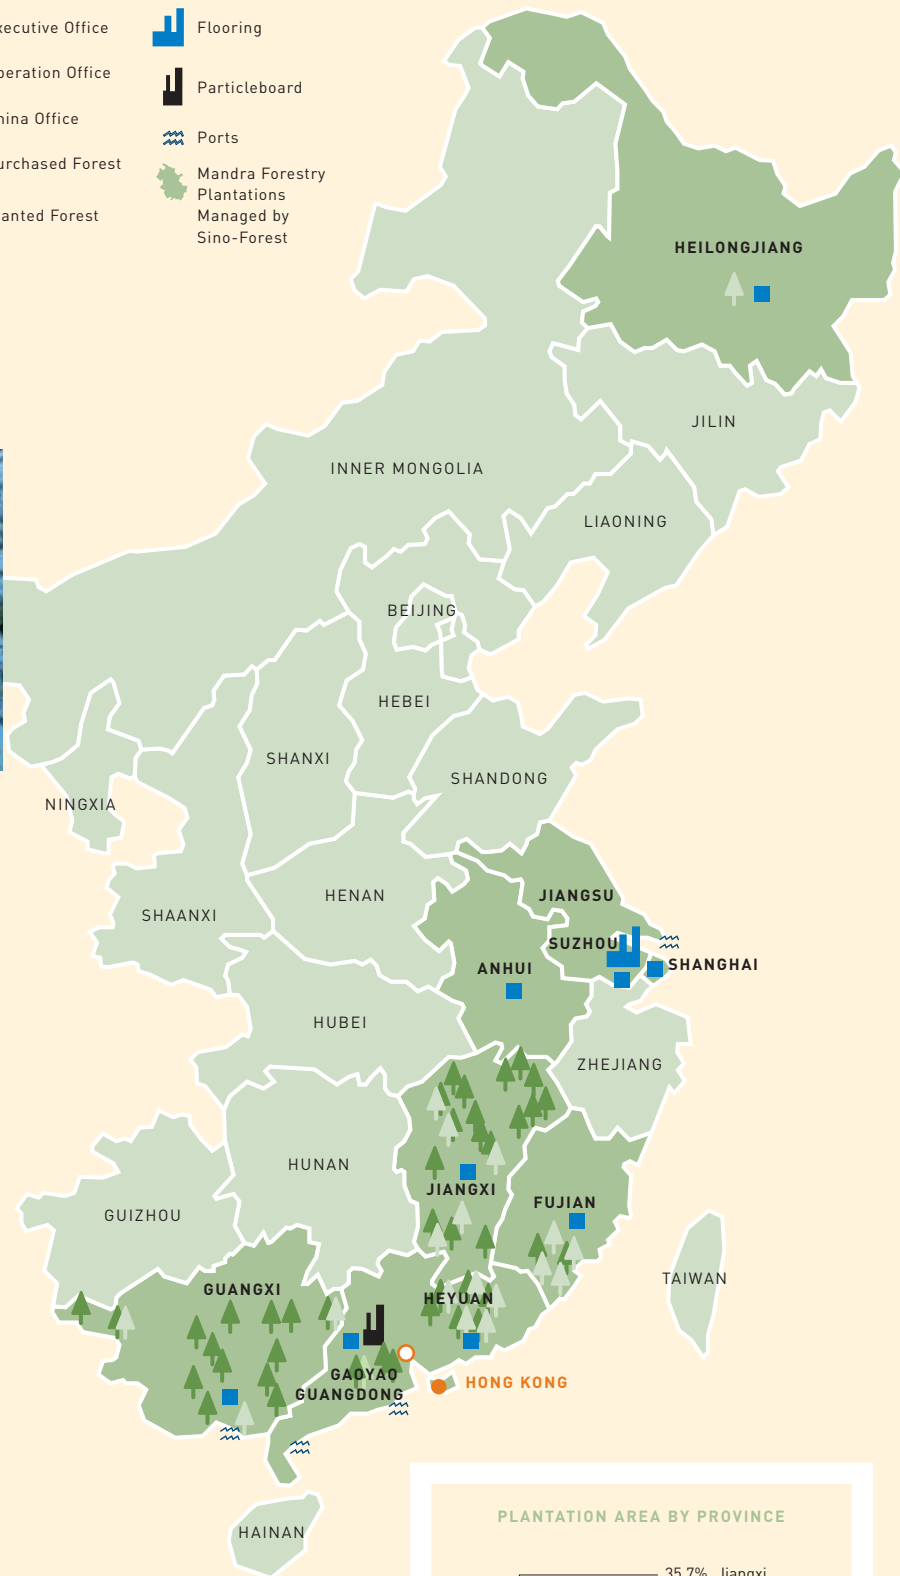 xecutive Office
peration Office
hina Office
urchased Forest
anted Forest
Flooring
Particleboard
Ports
Mandra Forestry
Plantations
Managed by
Sino-Forest
HEILONGJIANG
JILIN
INNER MONGOLIA
LIAONING
BEIJING
HEBEI
SHANXI
SHANDONG
NINGXIA
JIANGSU
HENAN
SHAANXI
SUZHOU
SHANGHAI
ANHUI
HUBEI
ZHEJIANG
HUNAN
JIANGXI
FUJIAN
GUIZHOU
TAIWAN
GUANGXI
HEYUAN
GAOYAO
GUANGDONG
HONG KONG
HAINAN
PLANTATION AREA BY PROVINCE
35.7% Jiangxi